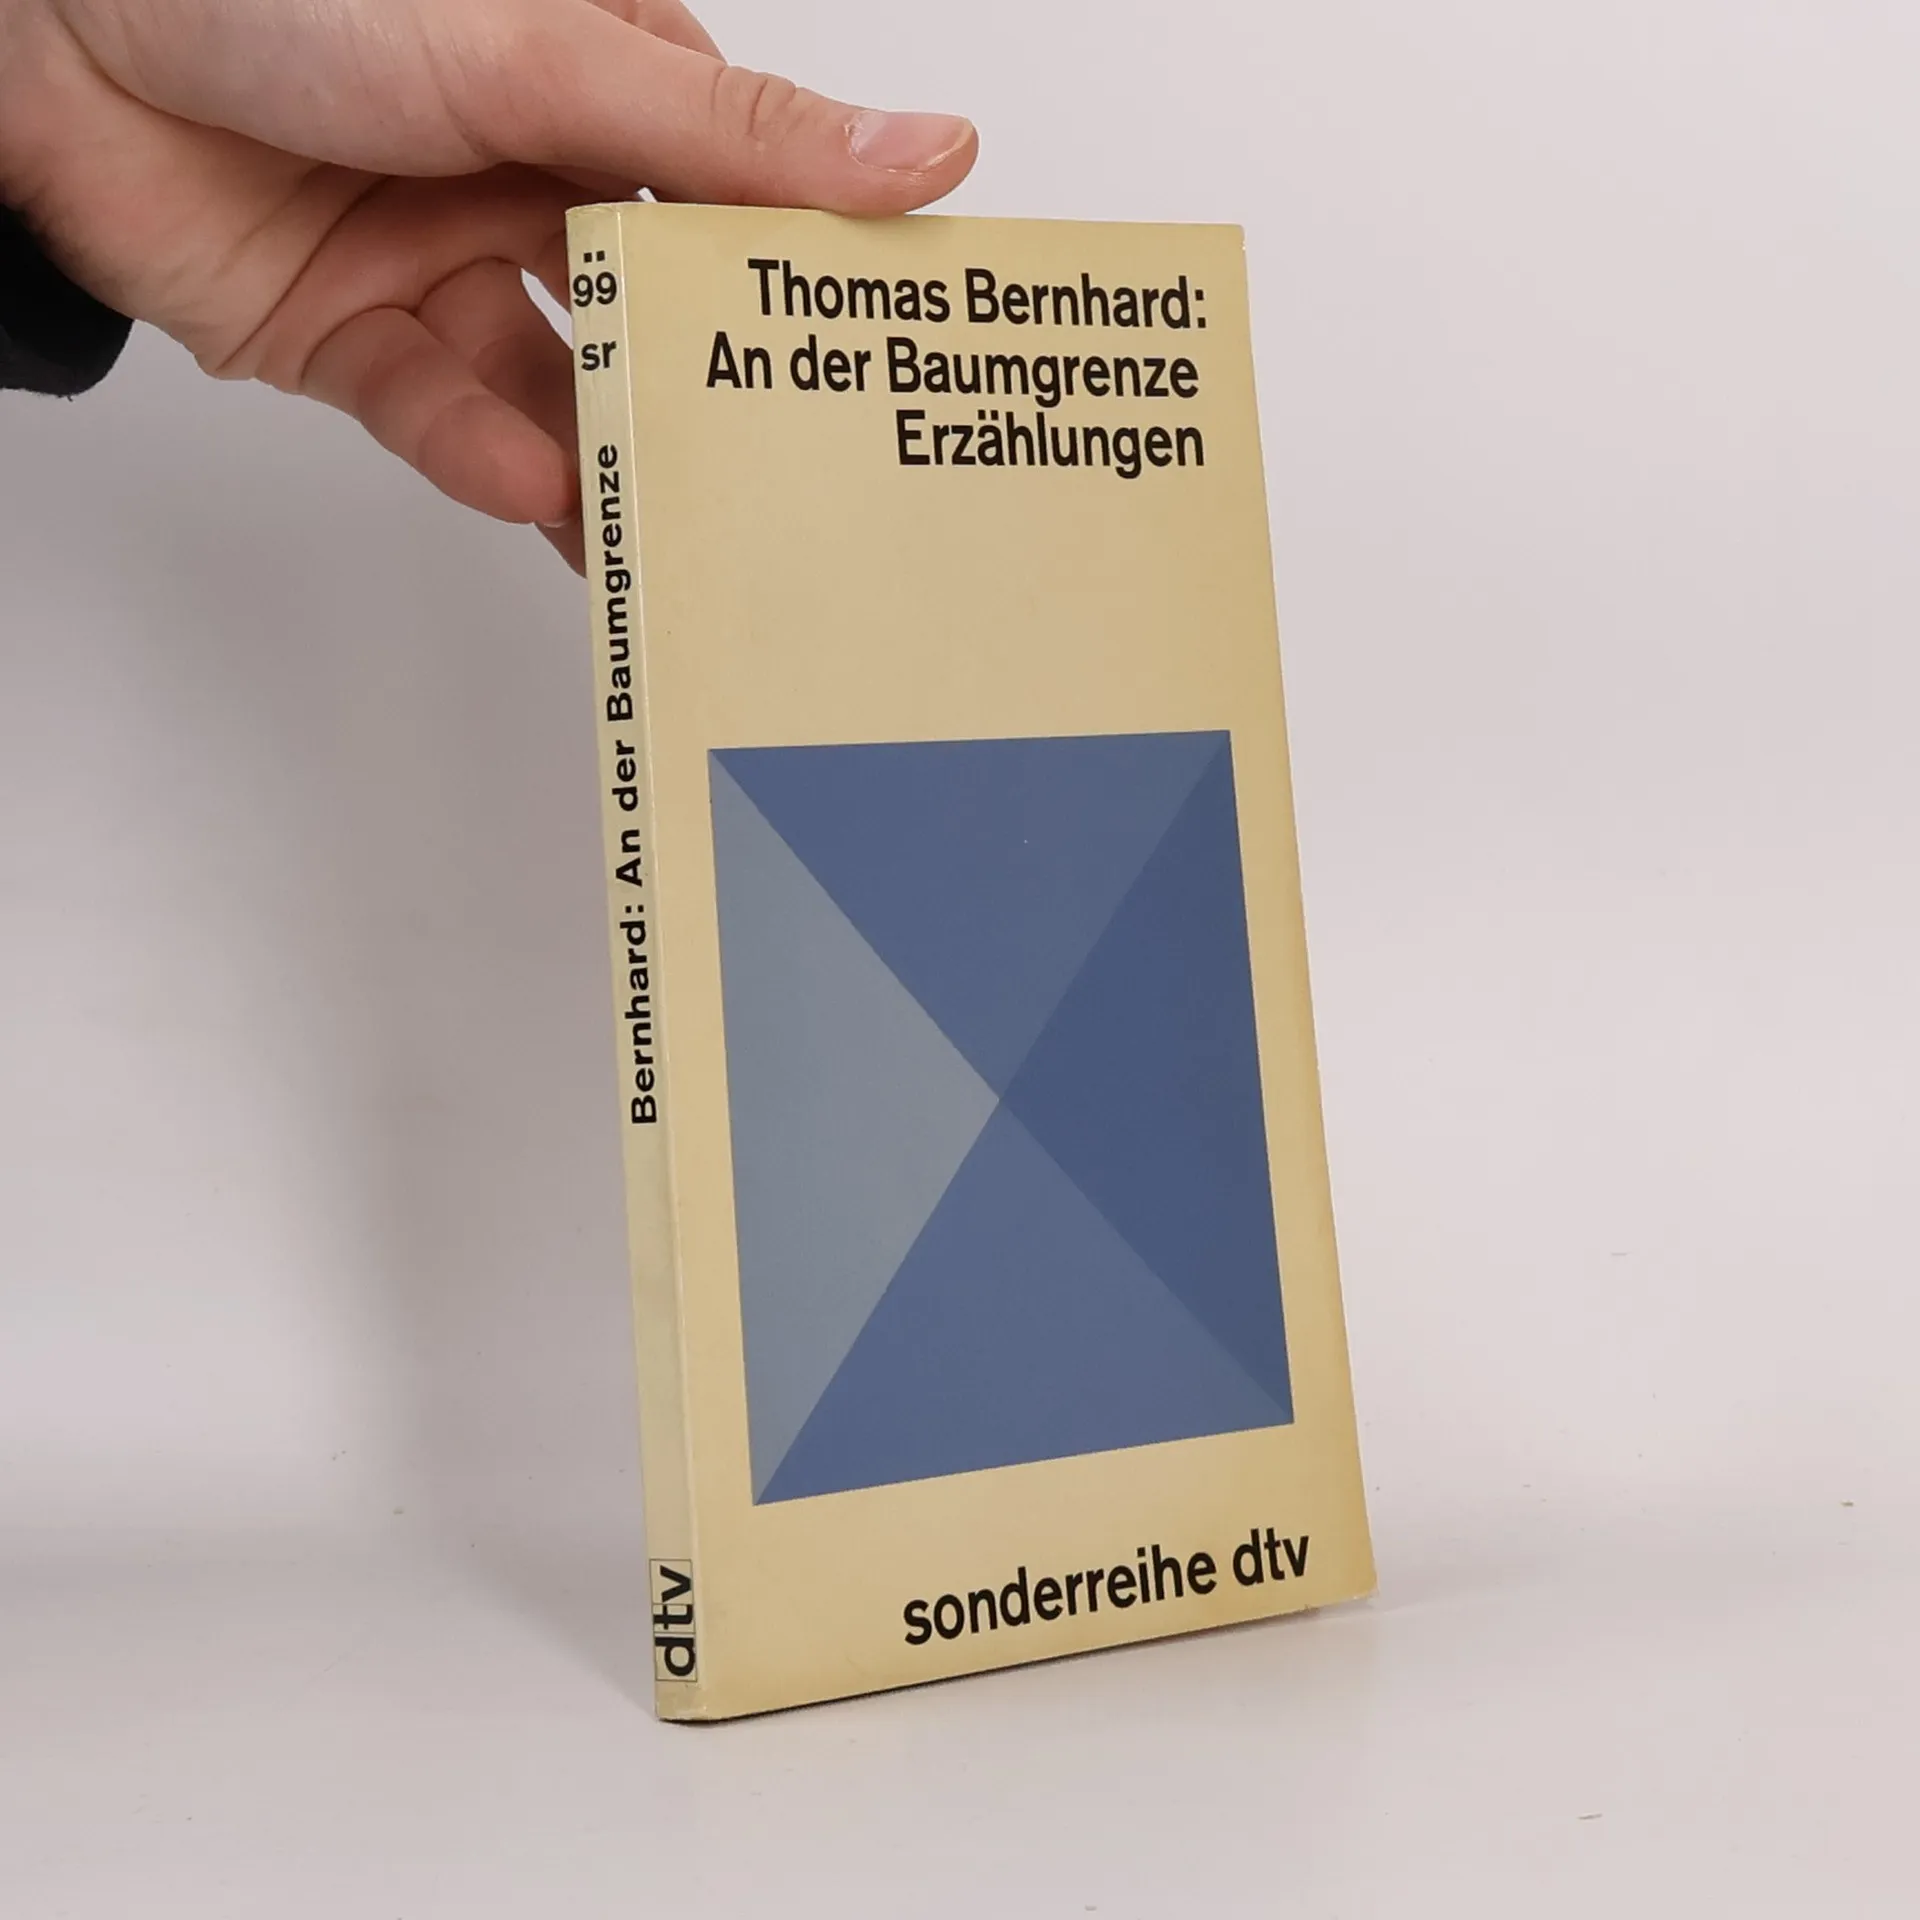 Thomas Bernhard:
An der Baumgrenze
Erzählungen
sonderreihe dtv
99
sr
Bernhard: An der Baumgrenze
dtv